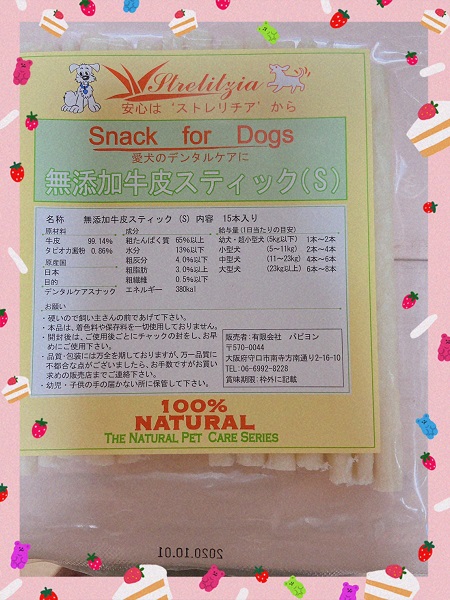 Strelitzia
安心は‘ストレリチア’から
Snack for Dogs
愛犬のデンタルケアに
無添加牛皮スティック(S)
名称 無添加牛皮スティック (S) 内容 15本入り
原材料 成分 給与量(1日当たりの目安)
牛皮 99.14% 粗たんぱく質 65%以上 幼犬・超小型犬(5kg以下) 1本〜2本
タピオカ澱粉 0.86% 水分 13%以下 小型犬 (5〜11kg) 2本〜4本
原産国 粗灰分 4.0%以下 中型犬 (11〜23kg) 4本〜6本
日本 粗脂肪 3.0%以上 大型犬 (23kg以上) 6本〜8本
目的 粗繊維 0.5%以下
デンタルケアスナック エネルギー 380kcal
お願い
・硬いので飼い主さんの前であげて下さい。
・本品は、着色料や保存料を一切使用しておりません。
・開封後は、ご使用後ごとにチャックの封をし、お早
めにご使用下さい。
・品質・包装には万全を期しておりますが、万一品質に
不都合な点がございましたら、お手数ですがお買い
求めの販売店までご連絡下さい。
・幼児・子供の手の届かない所に保管して下さい。
販売者:有限会社 パピヨン
〒570-0044
大阪府守口市南寺方南通り2-16-10
TEL:06-6992-8228
賞味期限:枠外に記載
100%
NATURAL
THE NATURAL PET CARE SERIES
2020.10.01